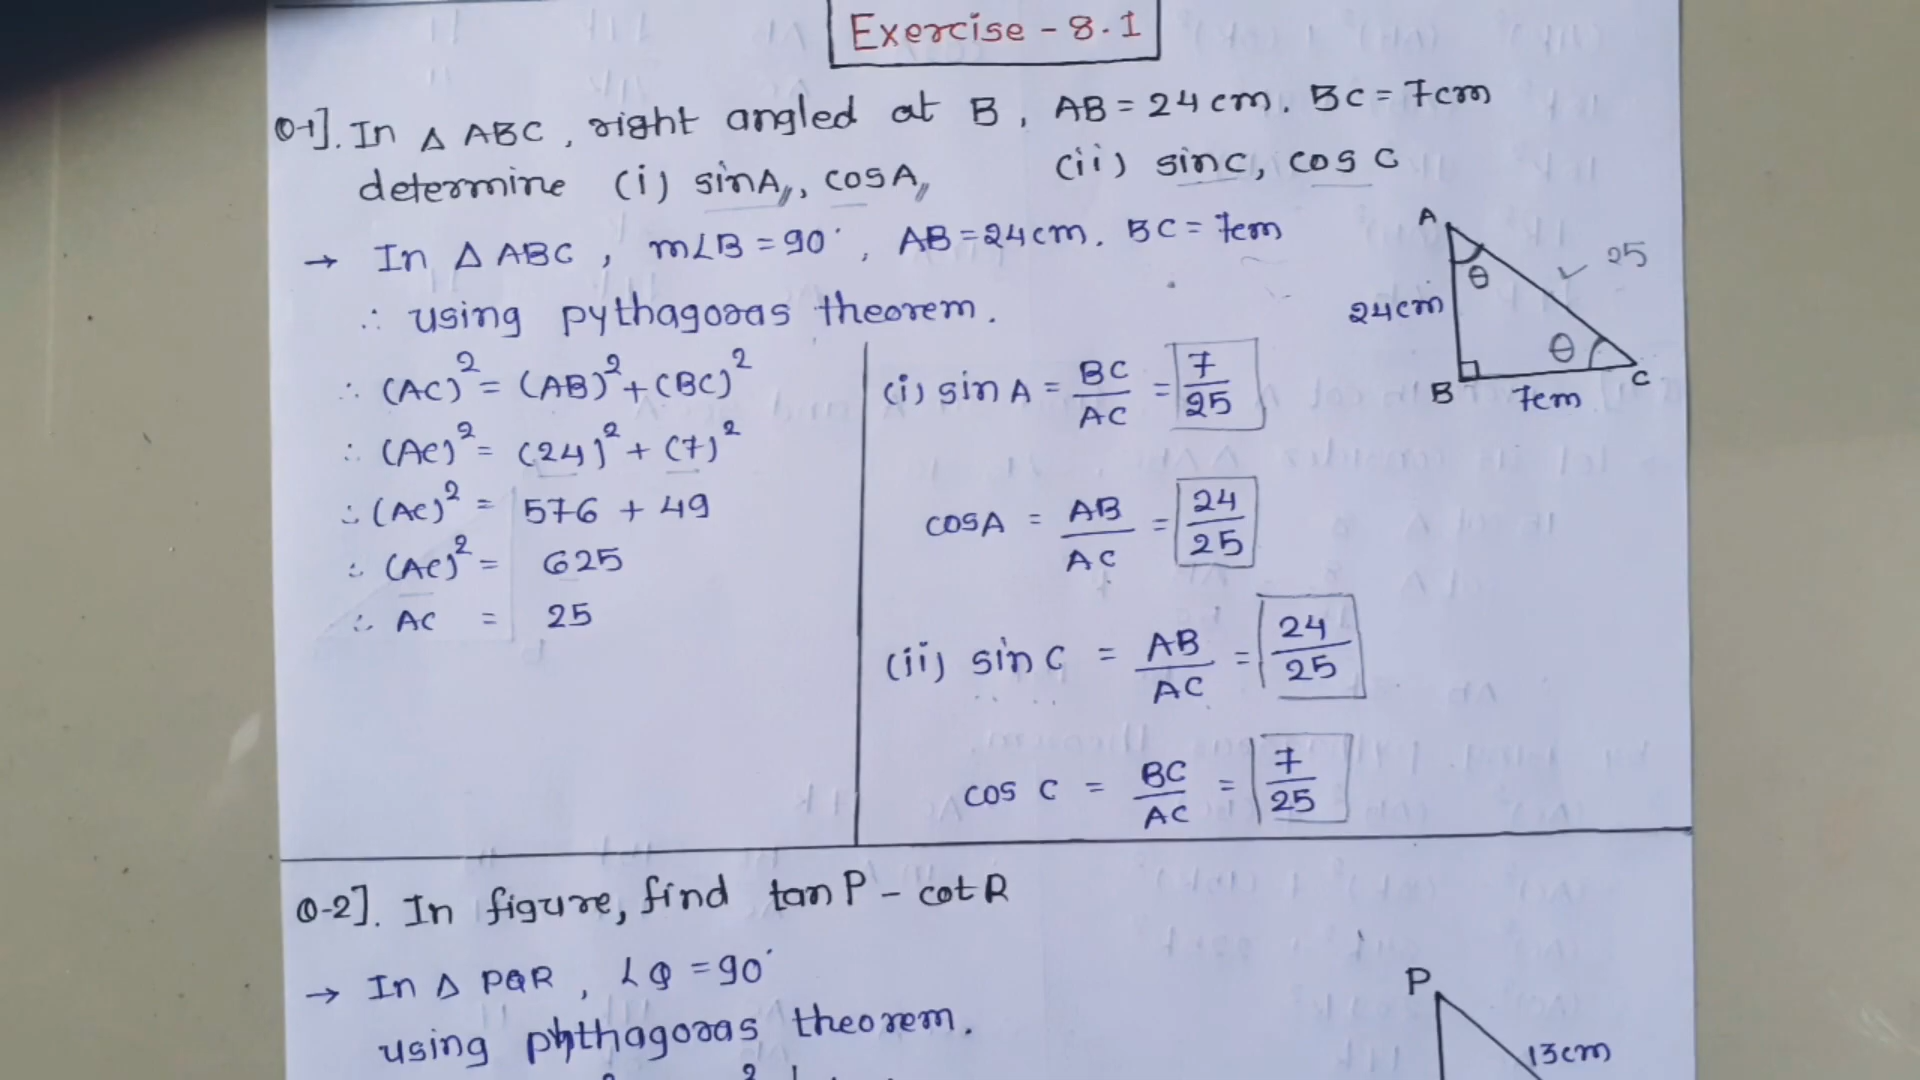 Exercise - 8.1
Q-1]. In △ ABC, right angled at B, AB = 24 cm. BC = 7cm
determine (i) sinA, cosA, (ii) sinC, cos C
→ In △ ABC, m∠B = 90°, AB = 24cm. BC = 7cm
∴ using pythagoras theorem.
∴ (AC)² = (AB)² + (BC)²
∴ (AC)² = (24)² + (7)²
∴ (AC)² = 576 + 49
∴ (AC)² = 625
∴ AC = 25
(i) sin A = BC/AC = 7/25
cosA = AB/AC = 24/25
(ii) sin C = AB/AC = 24/25
cos C = BC/AC = 7/25
A
θ
25
24cm
θ
B
7cm
C
Q-2]. In figure, find tan P - cot R
→ In △ PQR, ∠Q = 90°
using pythagoras theorem.
P
13cm